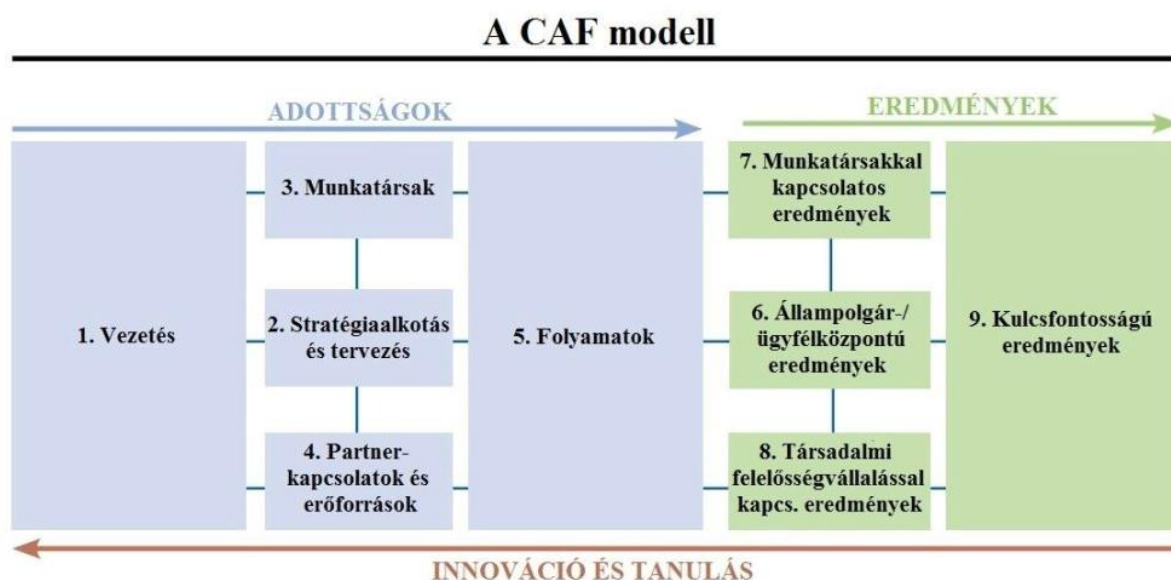 A CAF modell
ADOTTSÁGOK
EREDMÉNYEK
1. Vezetés
3. Munkatársak
2. Stratégiaalkotás
és tervezés
4. Partner-
kapcsolatok és
erőforrások
5. Folyamatok
7. Munkatársakkal
kapcsolatos
eredmények
6. Állampolgár-/
ügyfélközpontú
eredmények
8. Társadalmi
felelősségvállalással
kapcs. eredmények
9. Kulcsfontosságú
eredmények
INNOVÁCIÓ ÉS TANULÁS